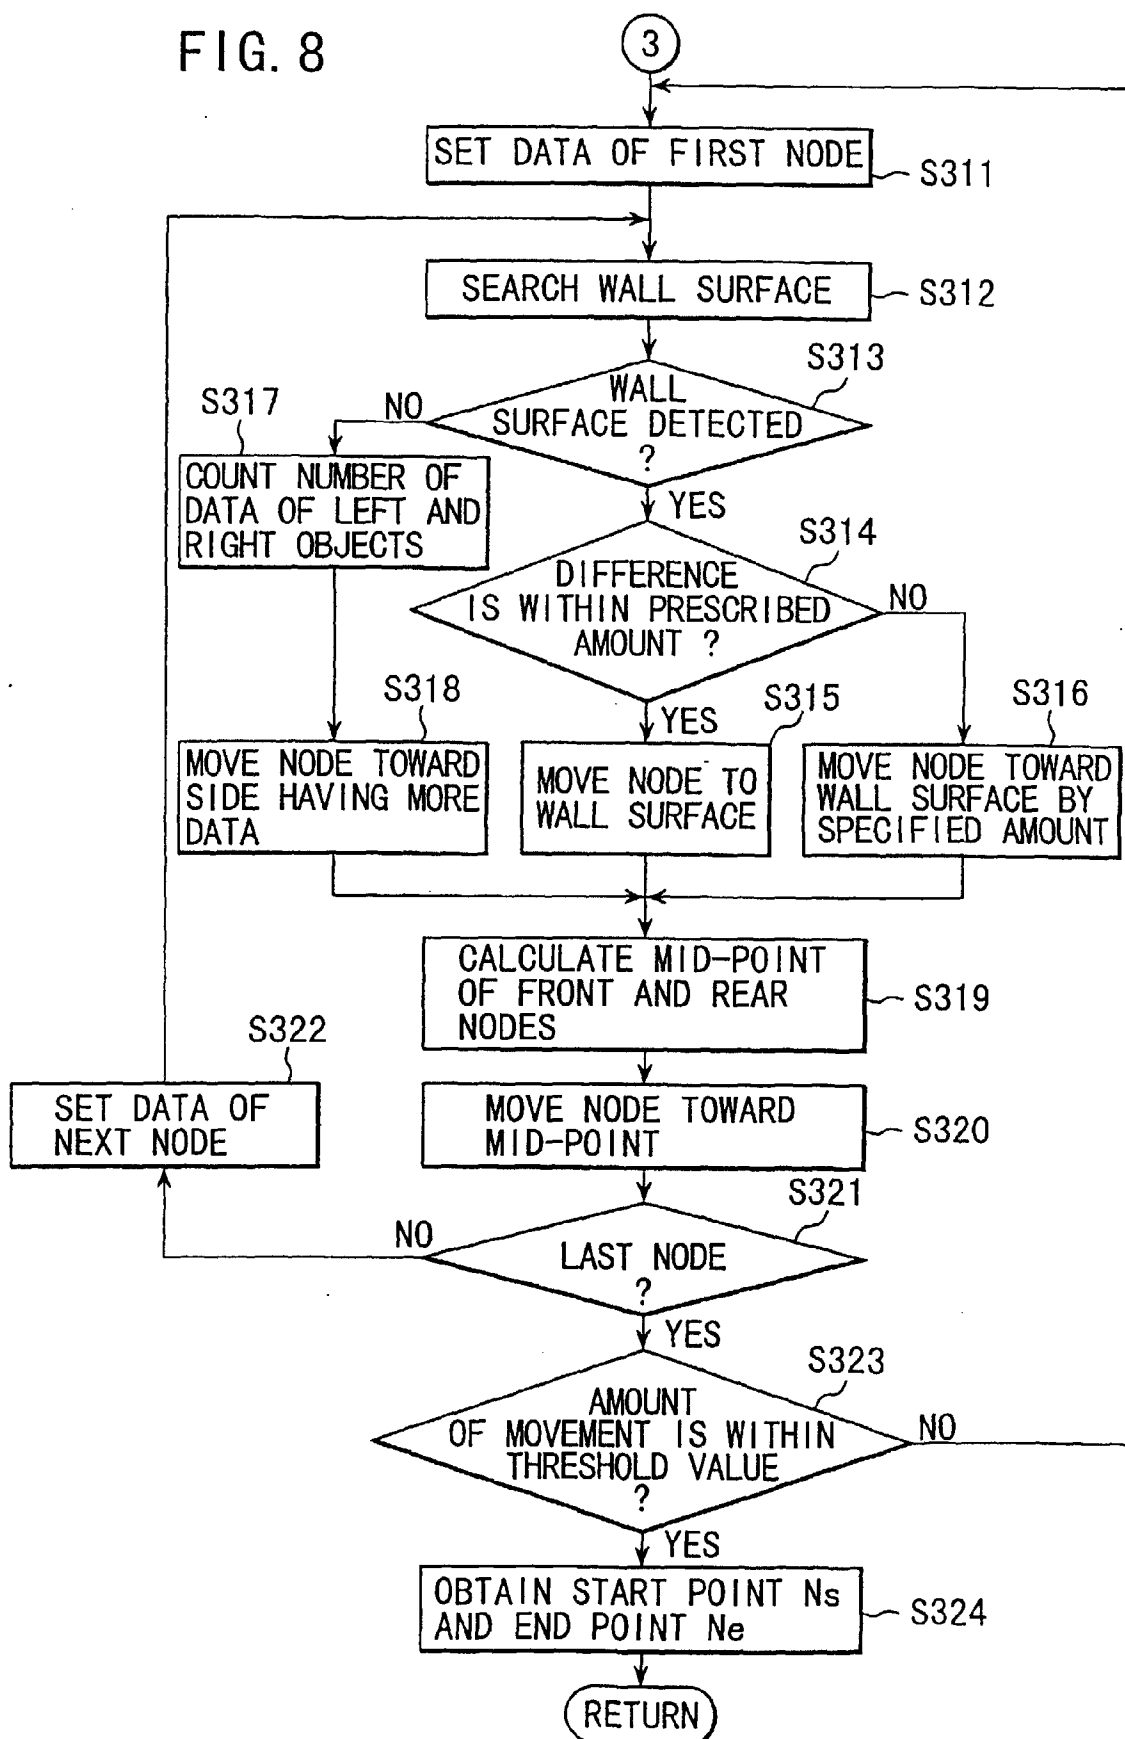 FIG. 8
3
SET DATA OF FIRST NODE
S311
SEARCH WALL SURFACE
S312
S313
WALL
SURFACE DETECTED
?
NO
YES
S317
COUNT NUMBER OF
DATA OF LEFT AND
RIGHT OBJECTS
S314
DIFFERENCE
IS WITHIN PRESCRIBED
AMOUNT ?
NO
YES
S318
MOVE NODE TOWARD
SIDE HAVING MORE
DATA
S315
MOVE NODE TO
WALL SURFACE
S316
MOVE NODE TOWARD
WALL SURFACE BY
SPECIFIED AMOUNT
CALCULATE MID-POINT
OF FRONT AND REAR
NODES
S319
S322
SET DATA OF
NEXT NODE
MOVE NODE TOWARD
MID-POINT
S320
S321
LAST NODE
?
NO
YES
S323
AMOUNT
OF MOVEMENT IS WITHIN
THRESHOLD VALUE
?
NO
YES
OBTAIN START POINT Ns
AND END POINT Ne
S324
RETURN